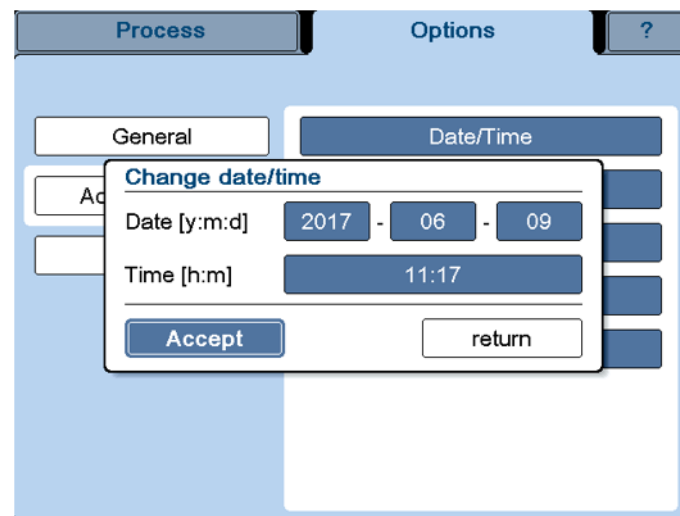 Process Options ?
General Date/Time
Change date/time
Date [y:m:d] 2017 - 06 - 09
Time [h:m] 11:17
Accept return